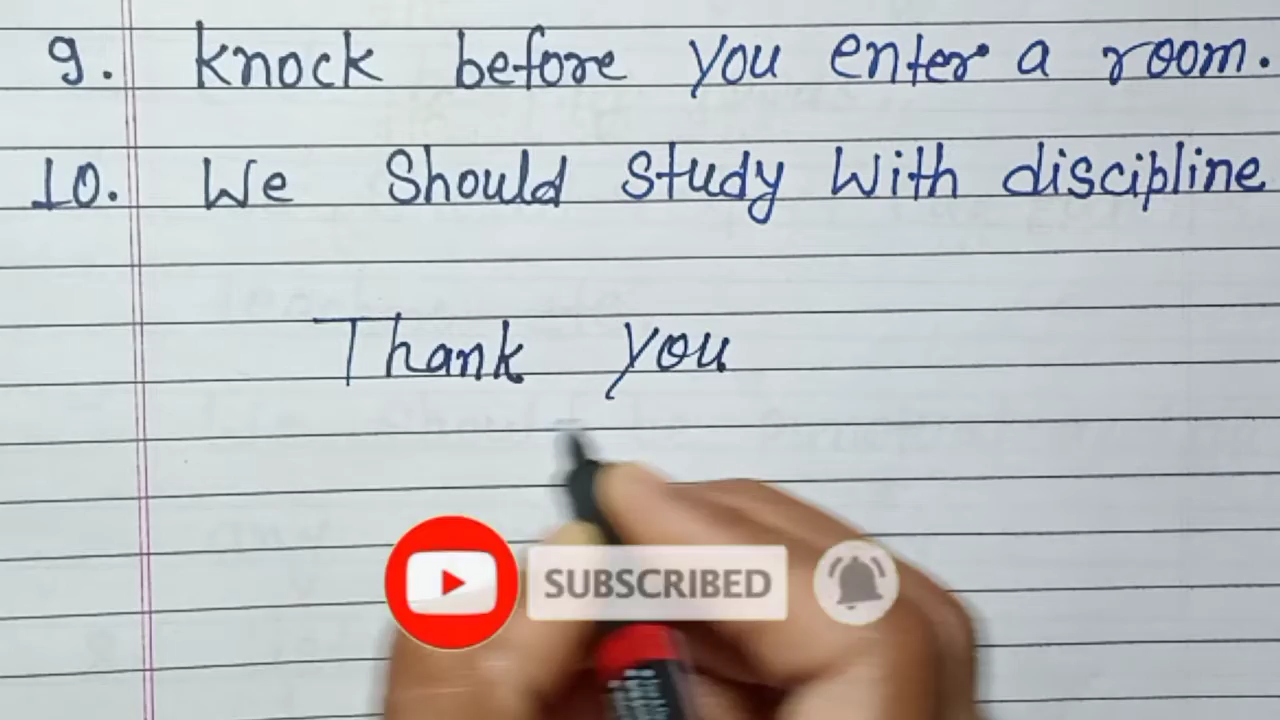 9. Knock before you enter a room.
10. We Should Study With discipline
Thank you
SUBSCRIBED